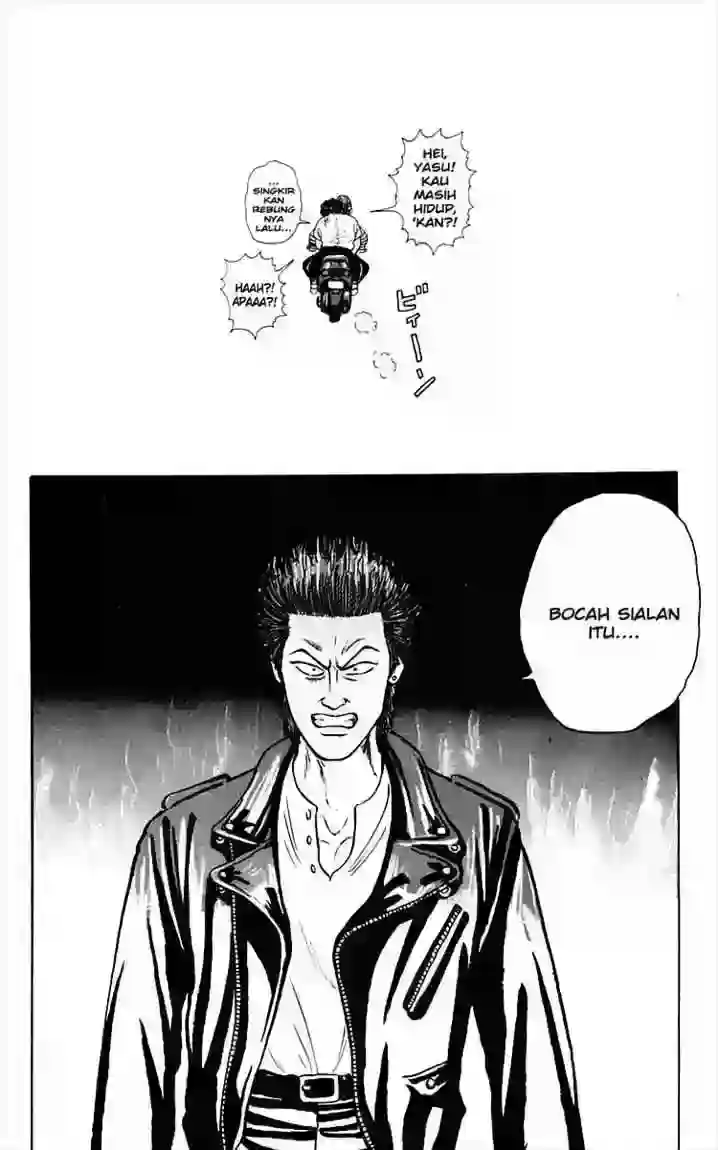 HEI,
YASU!
KAU
MASIH
HIDUP,
'KAN?!
...
SINGKIR
KAN
REBUNG
NYA
LALU...
HAAH?!
APAAA?!
ビィーン
BOCAH SIALAN
ITU....